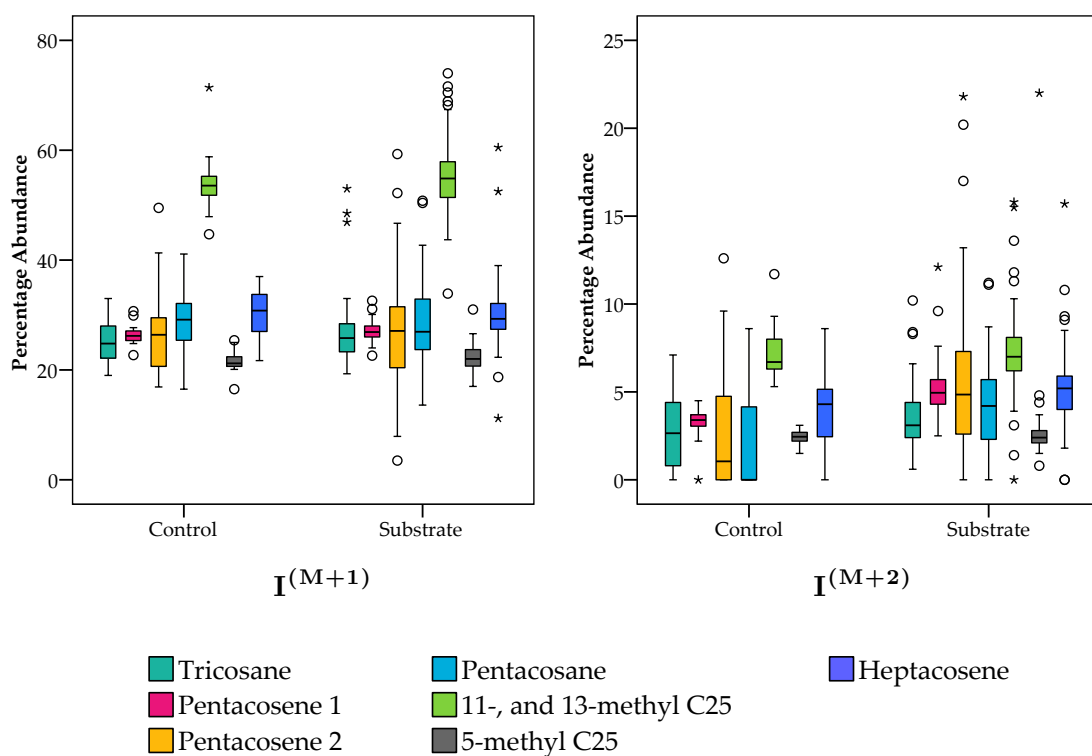 80
60
40
20
0
Percentage Abundance
Control Substrate
I^(M+1)
25
20
15
10
5
0
Percentage Abundance
Control Substrate
I^(M+2)
Tricosane Pentacosane Heptacosene
Pentacosene 1 11-, and 13-methyl C25
Pentacosene 2 5-methyl C25